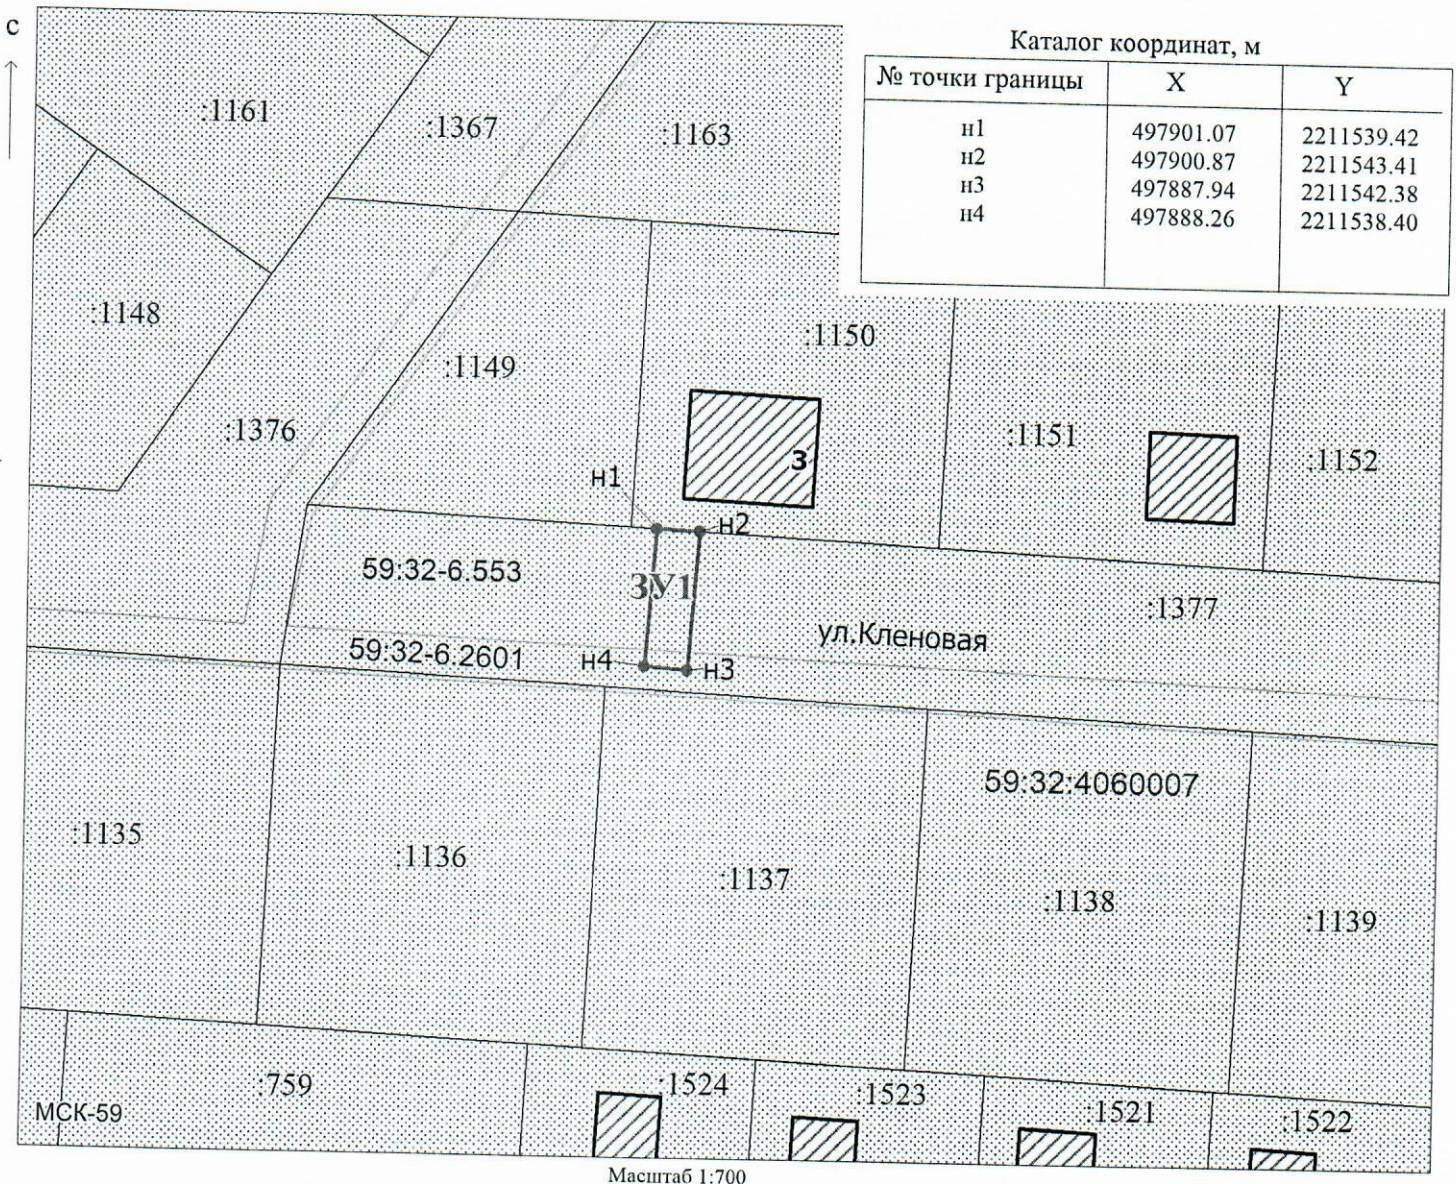 с
Каталог координат, м
№ точки границы X Y
н1 497901.07 2211539.42
н2 497900.87 2211543.41
н3 497887.94 2211542.38
н4 497888.26 2211538.40
:1161
:1367
:1163
:1148
:1149
:1150
:1376
:1151
:1152
3
н1
н2
59:32-6.553
ЗУ1
:1377
ул.Кленовая
59:32-6.2601
н4
н3
59:32:4060007
:1135
:1136
:1137
:1138
:1139
:759
:1524
:1523
:1521
:1522
МСК-59
Масштаб 1:700